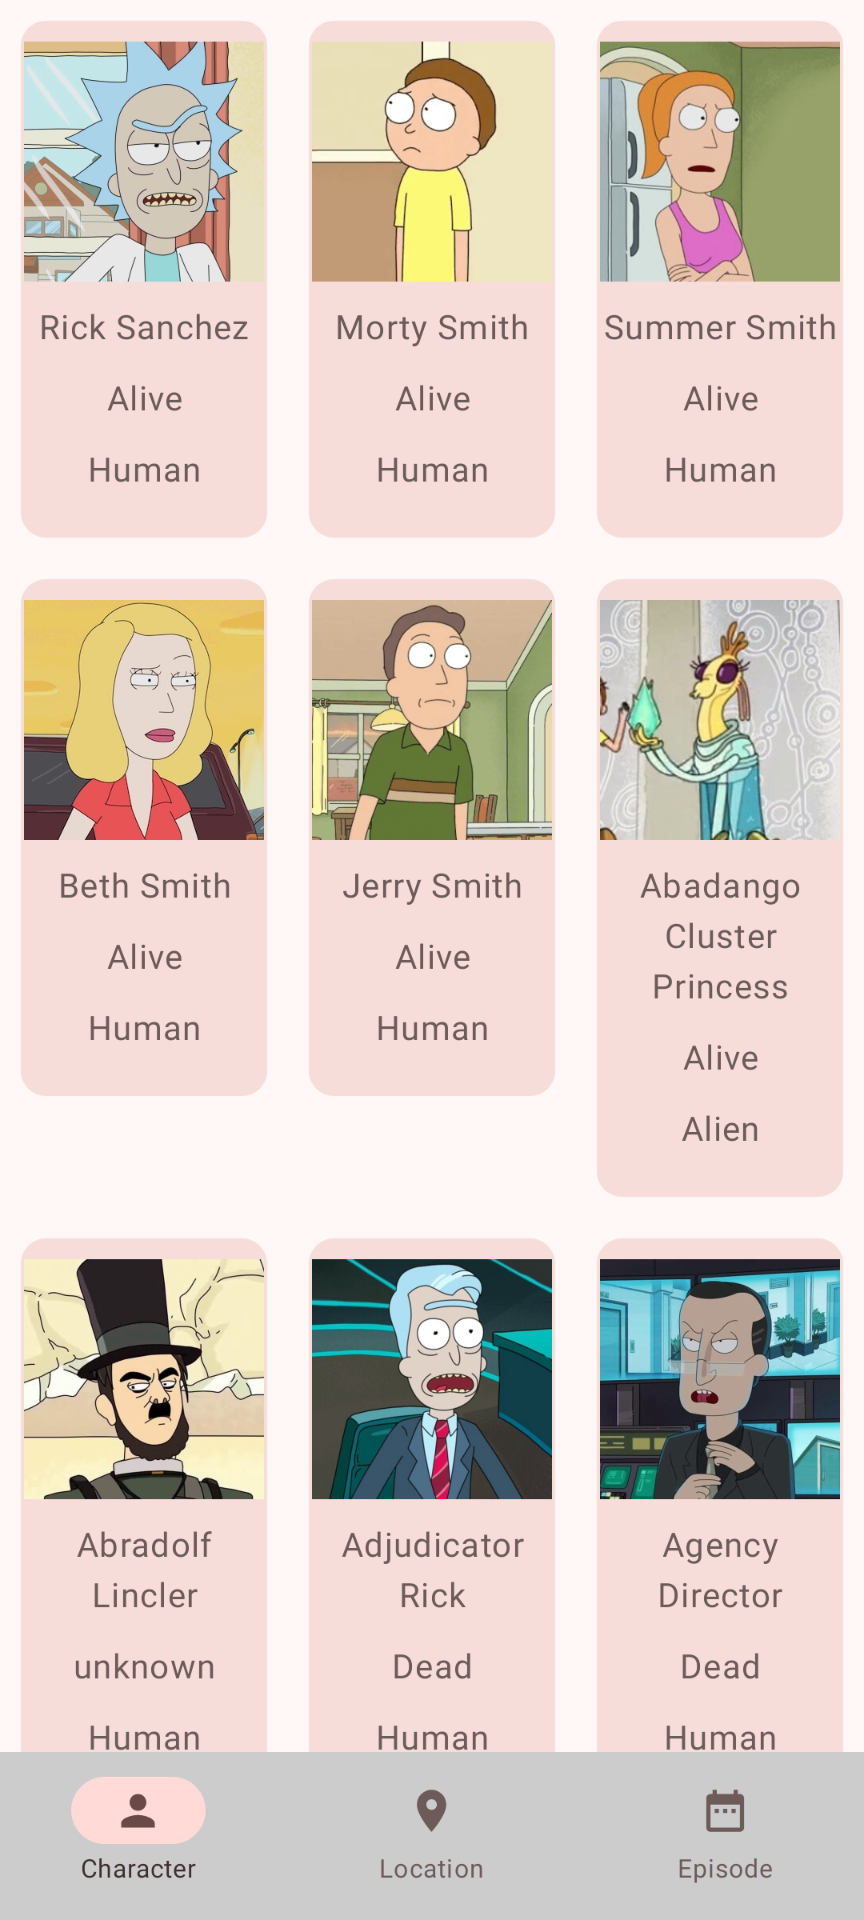 Rick Sanchez
Alive
Human
Morty Smith
Alive
Human
Summer Smith
Alive
Human
Beth Smith
Alive
Human
Jerry Smith
Alive
Human
Abadango
Cluster
Princess
Alive
Alien
Abradolf
Lincler
unknown
Human
Adjudicator
Rick
Dead
Human
Agency
Director
Dead
Human
Character
Location
Episode